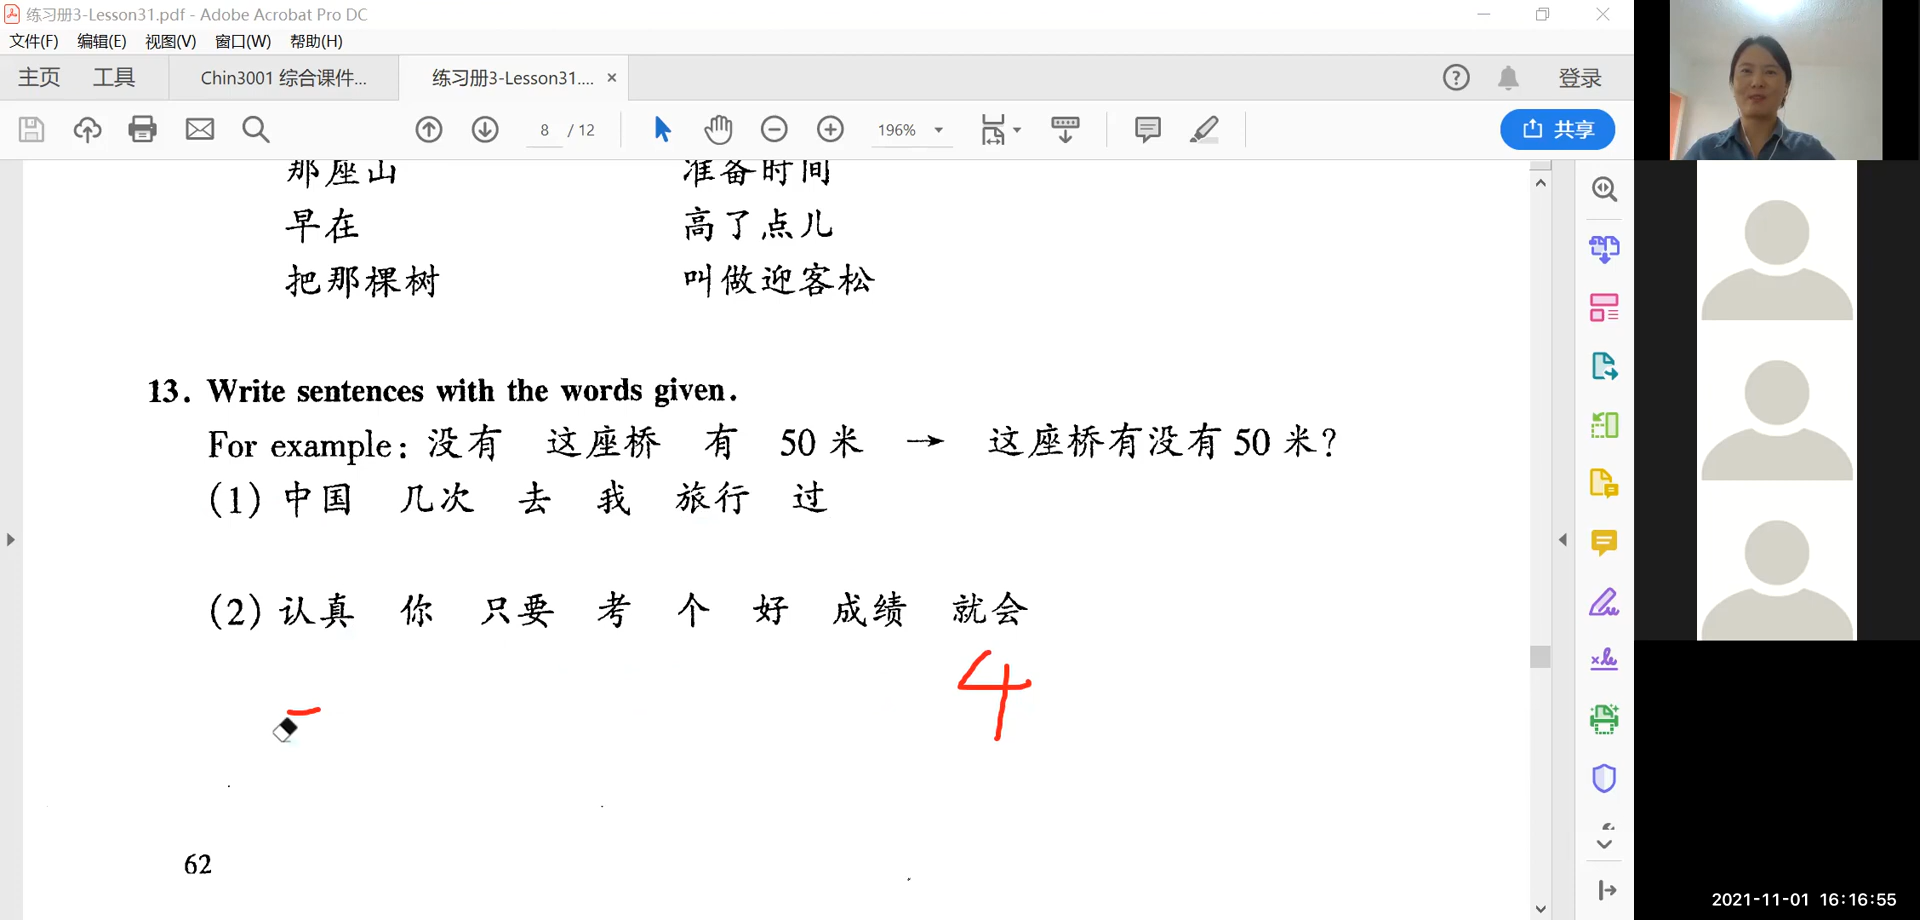 练习册3-Lesson31.pdf - Adobe Acrobat Pro DC
文件(F) 编辑(E) 视图(V) 窗口(W) 帮助(H)
主页 工具 Chin3001 综合课件... 练习册3-Lesson31.... × 登录
8 / 12 196% 共享
那座山 准备时间
早在 高了点儿
把那棵树 叫做迎客松
13. Write sentences with the words given.
For example: 没有 这座桥 有 50 米 → 这座桥有没有 50 米?
(1) 中国 几次 去 我 旅行 过
(2) 认真 你 只要 考 个 好 成绩 就会
4
62
2021-11-01 16:16:55